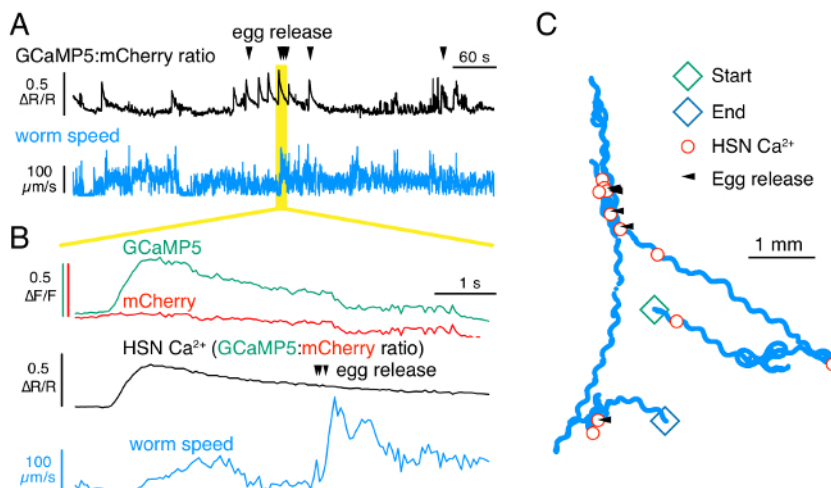 A
egg release
GCaMP5:mCherry ratio
60 s
0.5
ΔR/R
worm speed
100
µm/s
B
GCaMP5
0.5
ΔF/F
1 s
mCherry
HSN Ca²⁺ (GCaMP5:mCherry ratio)
0.5
ΔR/R
egg release
worm speed
100
µm/s
C
Start
End
HSN Ca²⁺
Egg release
1 mm